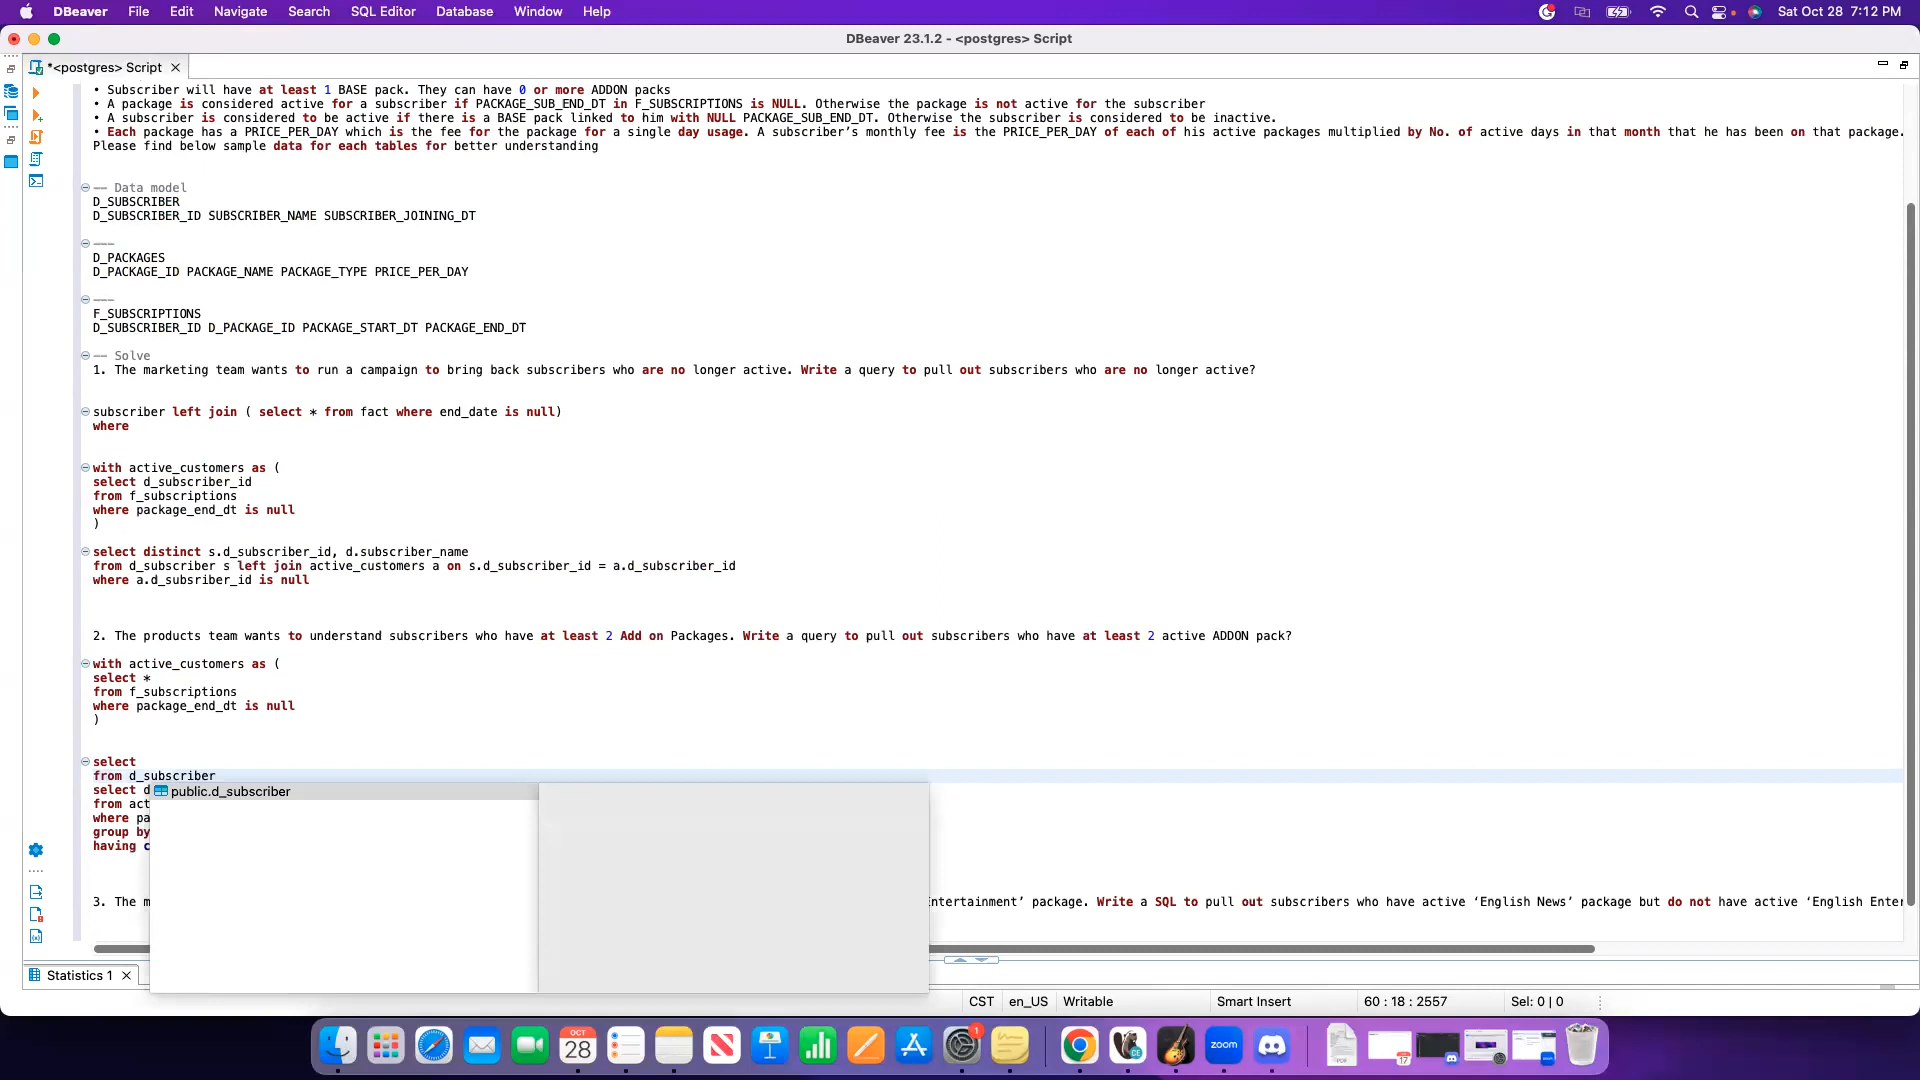 DBeaver File Edit Navigate Search SQL Editor Database Window Help Sat Oct 28 7:12 PM
DBeaver 23.1.2 - <postgres> Script
*<postgres> Script
• Subscriber will have at least 1 BASE pack. They can have 0 or more ADDON packs
• A package is considered active for a subscriber if PACKAGE_SUB_END_DT in F_SUBSCRIPTIONS is NULL. Otherwise the package is not active for the subscriber
• A subscriber is considered to be active if there is a BASE pack linked to him with NULL PACKAGE_SUB_END_DT. Otherwise the subscriber is considered to be inactive.
• Each package has a PRICE_PER_DAY which is the fee for the package for a single day usage. A subscriber’s monthly fee is the PRICE_PER_DAY of each of his active packages multiplied by No. of active days in that month that he has been on that package.
Please find below sample data for each tables for better understanding
-- Data model
D_SUBSCRIBER
D_SUBSCRIBER_ID SUBSCRIBER_NAME SUBSCRIBER_JOINING_DT
---
D_PACKAGES
D_PACKAGE_ID PACKAGE_NAME PACKAGE_TYPE PRICE_PER_DAY
---
F_SUBSCRIPTIONS
D_SUBSCRIBER_ID D_PACKAGE_ID PACKAGE_START_DT PACKAGE_END_DT
-- Solve
1. The marketing team wants to run a campaign to bring back subscribers who are no longer active. Write a query to pull out subscribers who are no longer active?
subscriber left join ( select * from fact where end_date is null)
where
with active_customers as (
select d_subscriber_id
from f_subscriptions
where package_end_dt is null
)
select distinct s.d_subscriber_id, d.subscriber_name
from d_subscriber s left join active_customers a on s.d_subscriber_id = a.d_subscriber_id
where a.d_subsriber_id is null
2. The products team wants to understand subscribers who have at least 2 Add on Packages. Write a query to pull out subscribers who have at least 2 active ADDON pack?
with active_customers as (
select *
from f_subscriptions
where package_end_dt is null
)
select
from d_subscriber
select d
public.d_subscriber
from act
where pa
group by
having c
3. The m
ntertainment’ package. Write a SQL to pull out subscribers who have active ‘English News’ package but do not have active ‘English Enter
Statistics 1
CST en_US Writable Smart Insert 60 : 18 : 2557 Sel: 0 | 0
OCT
28
1
CE
zoom
PDF
17